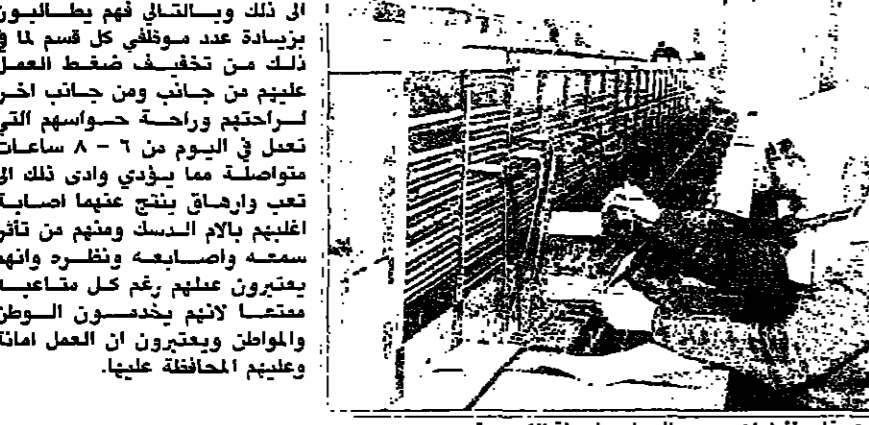 الى ذلك وبالتالي فهم يطالبون
بزيادة عدد موظفي كل قسم لما في
ذلك من تخفيف ضغط العمل
عليهم من جانب ومن جانب اخر
لراحتهم وراحة حواسهم التي
تعمل في اليوم من ٦ - ٨ ساعات
متواصلة مما يؤدي وادى ذلك الى
تعب وارهاق ينتج عنهما اصابة
اغلبهم بالام الدسك ومنهم من تأثر
سمعه واصابعه ونظره وانهم
يعتبرون عملهم رغم كل متاعبه
ممتعا لانهم يخدمون الوطن
والمواطن ويعتبرون ان العمل امانة
وعليهم المحافظة عليها.